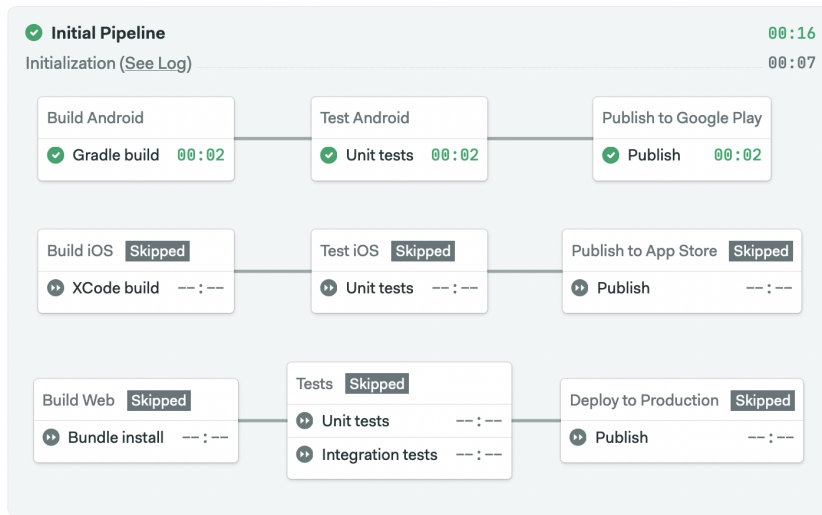 Initial Pipeline 00:16
Initialization (See Log) 00:07
Build Android
Gradle build 00:02
Test Android
Unit tests 00:02
Publish to Google Play
Publish 00:02
Build iOS Skipped
XCode build --:--
Test iOS Skipped
Unit tests --:--
Publish to App Store Skipped
Publish --:--
Build Web Skipped
Bundle install --:--
Tests Skipped
Unit tests --:--
Integration tests --:--
Deploy to Production Skipped
Publish --:--